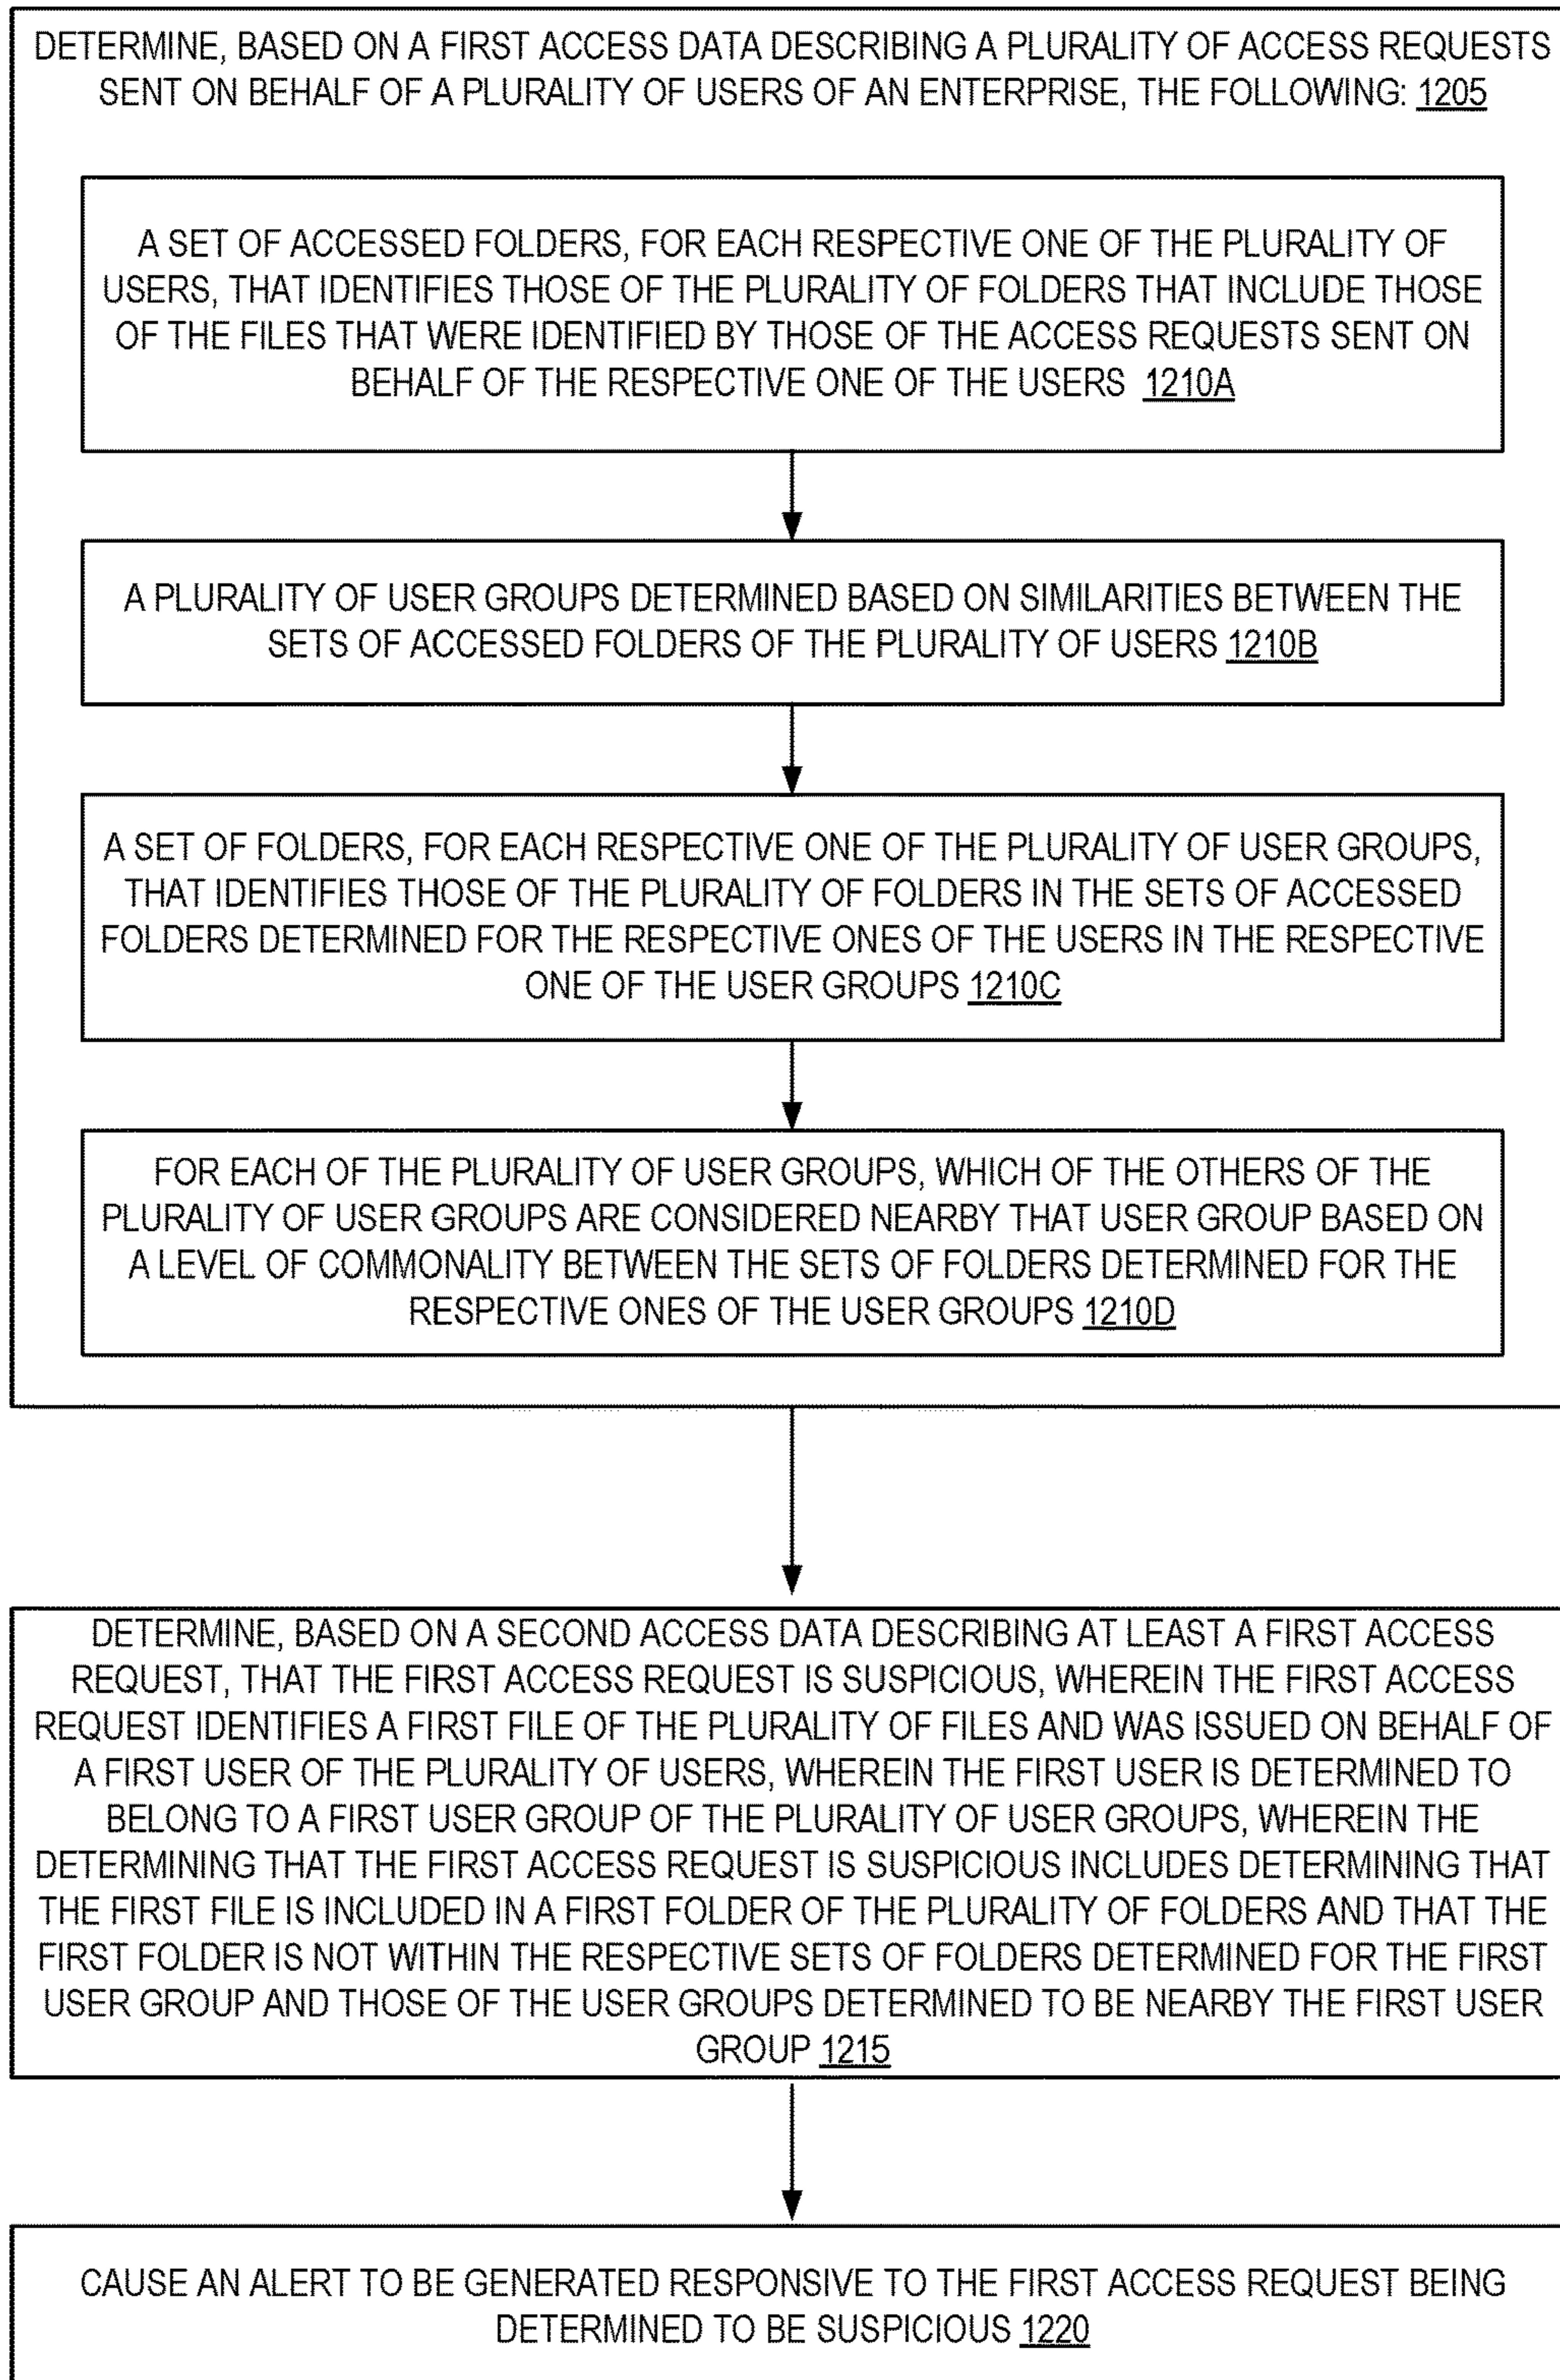 DETERMINE, BASED ON A FIRST ACCESS DATA DESCRIBING A PLURALITY OF ACCESS REQUESTS
SENT ON BEHALF OF A PLURALITY OF USERS OF AN ENTERPRISE, THE FOLLOWING: 1205
A SET OF ACCESSED FOLDERS, FOR EACH RESPECTIVE ONE OF THE PLURALITY OF
USERS, THAT IDENTIFIES THOSE OF THE PLURALITY OF FOLDERS THAT INCLUDE THOSE
OF THE FILES THAT WERE IDENTIFIED BY THOSE OF THE ACCESS REQUESTS SENT ON
BEHALF OF THE RESPECTIVE ONE OF THE USERS 1210A
A PLURALITY OF USER GROUPS DETERMINED BASED ON SIMILARITIES BETWEEN THE
SETS OF ACCESSED FOLDERS OF THE PLURALITY OF USERS 1210B
A SET OF FOLDERS, FOR EACH RESPECTIVE ONE OF THE PLURALITY OF USER GROUPS,
THAT IDENTIFIES THOSE OF THE PLURALITY OF FOLDERS IN THE SETS OF ACCESSED
FOLDERS DETERMINED FOR THE RESPECTIVE ONES OF THE USERS IN THE RESPECTIVE
ONE OF THE USER GROUPS 1210C
FOR EACH OF THE PLURALITY OF USER GROUPS, WHICH OF THE OTHERS OF THE
PLURALITY OF USER GROUPS ARE CONSIDERED NEARBY THAT USER GROUP BASED ON
A LEVEL OF COMMONALITY BETWEEN THE SETS OF FOLDERS DETERMINED FOR THE
RESPECTIVE ONES OF THE USER GROUPS 1210D
DETERMINE, BASED ON A SECOND ACCESS DATA DESCRIBING AT LEAST A FIRST ACCESS
REQUEST, THAT THE FIRST ACCESS REQUEST IS SUSPICIOUS, WHEREIN THE FIRST ACCESS
REQUEST IDENTIFIES A FIRST FILE OF THE PLURALITY OF FILES AND WAS ISSUED ON BEHALF OF
A FIRST USER OF THE PLURALITY OF USERS, WHEREIN THE FIRST USER IS DETERMINED TO
BELONG TO A FIRST USER GROUP OF THE PLURALITY OF USER GROUPS, WHEREIN THE
DETERMINING THAT THE FIRST ACCESS REQUEST IS SUSPICIOUS INCLUDES DETERMINING THAT
THE FIRST FILE IS INCLUDED IN A FIRST FOLDER OF THE PLURALITY OF FOLDERS AND THAT THE
FIRST FOLDER IS NOT WITHIN THE RESPECTIVE SETS OF FOLDERS DETERMINED FOR THE FIRST
USER GROUP AND THOSE OF THE USER GROUPS DETERMINED TO BE NEARBY THE FIRST USER
GROUP 1215
CAUSE AN ALERT TO BE GENERATED RESPONSIVE TO THE FIRST ACCESS REQUEST BEING
DETERMINED TO BE SUSPICIOUS 1220